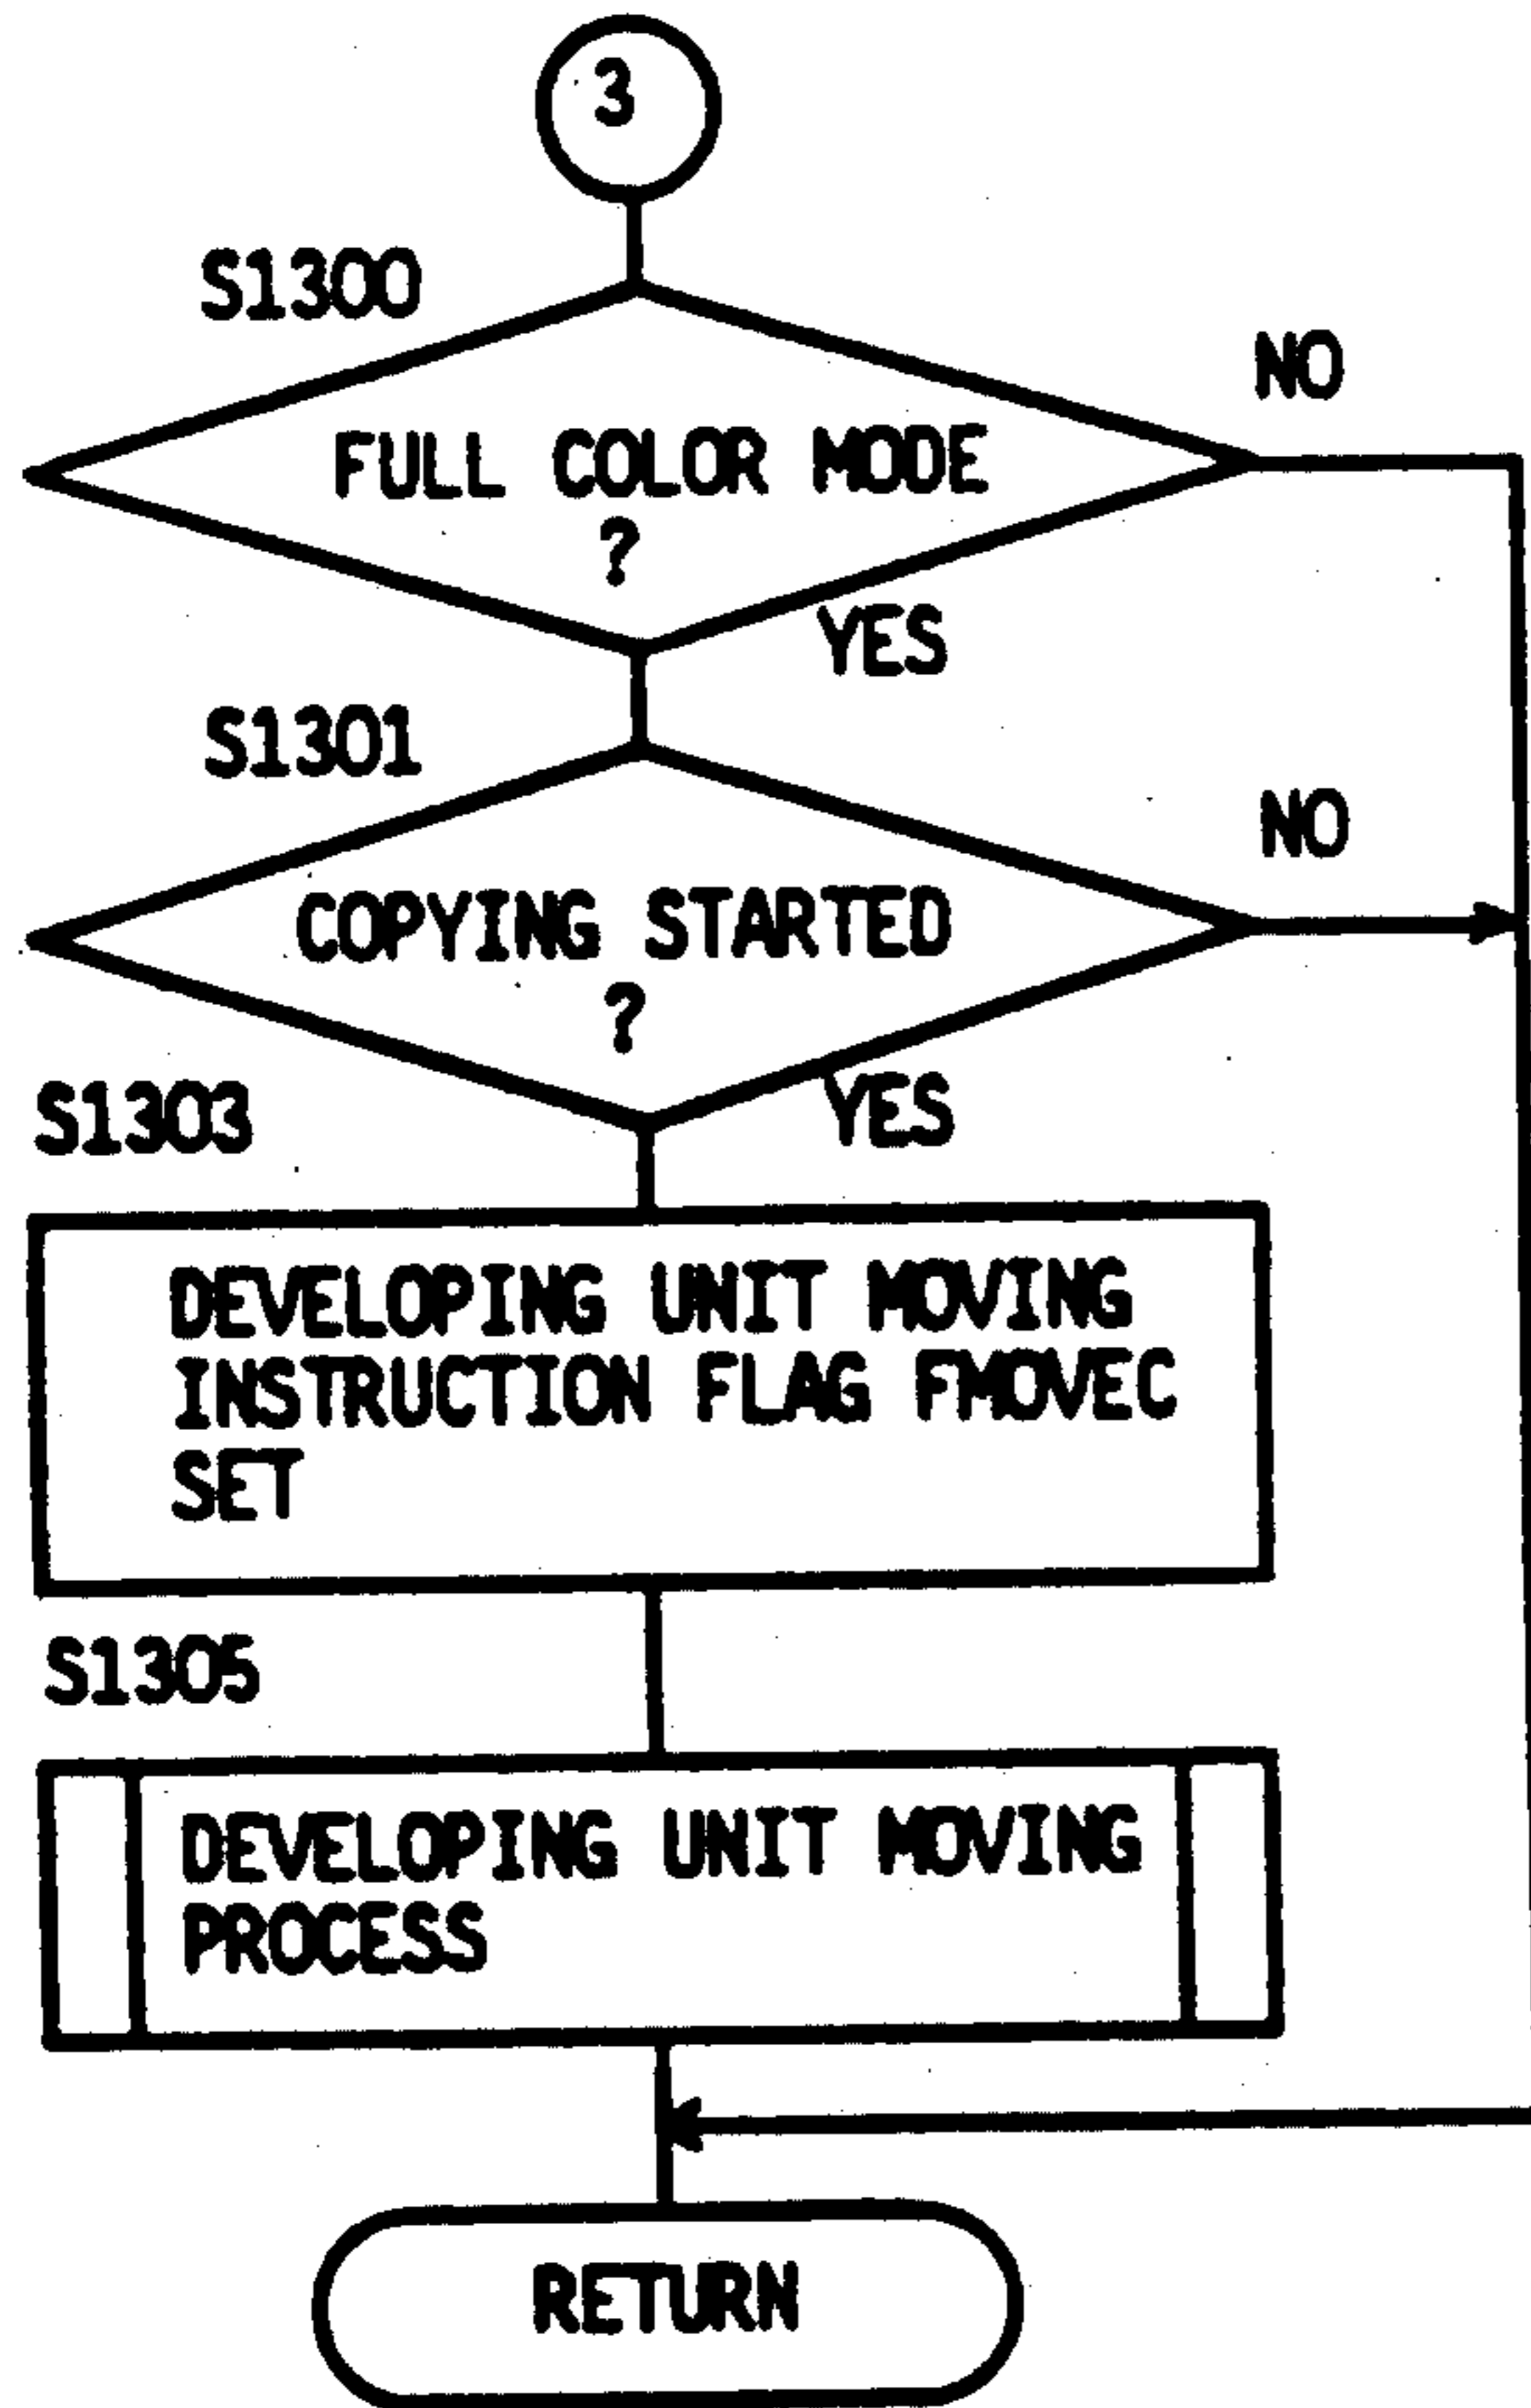 3
S1300
NO
FULL COLOR MODE
?
YES
S1301
NO
COPYING STARTED
?
S1303
YES
DEVELOPING UNIT MOVING
INSTRUCTION FLAG FMOVEC
SET
S1305
DEVELOPING UNIT MOVING
PROCESS
RETURN